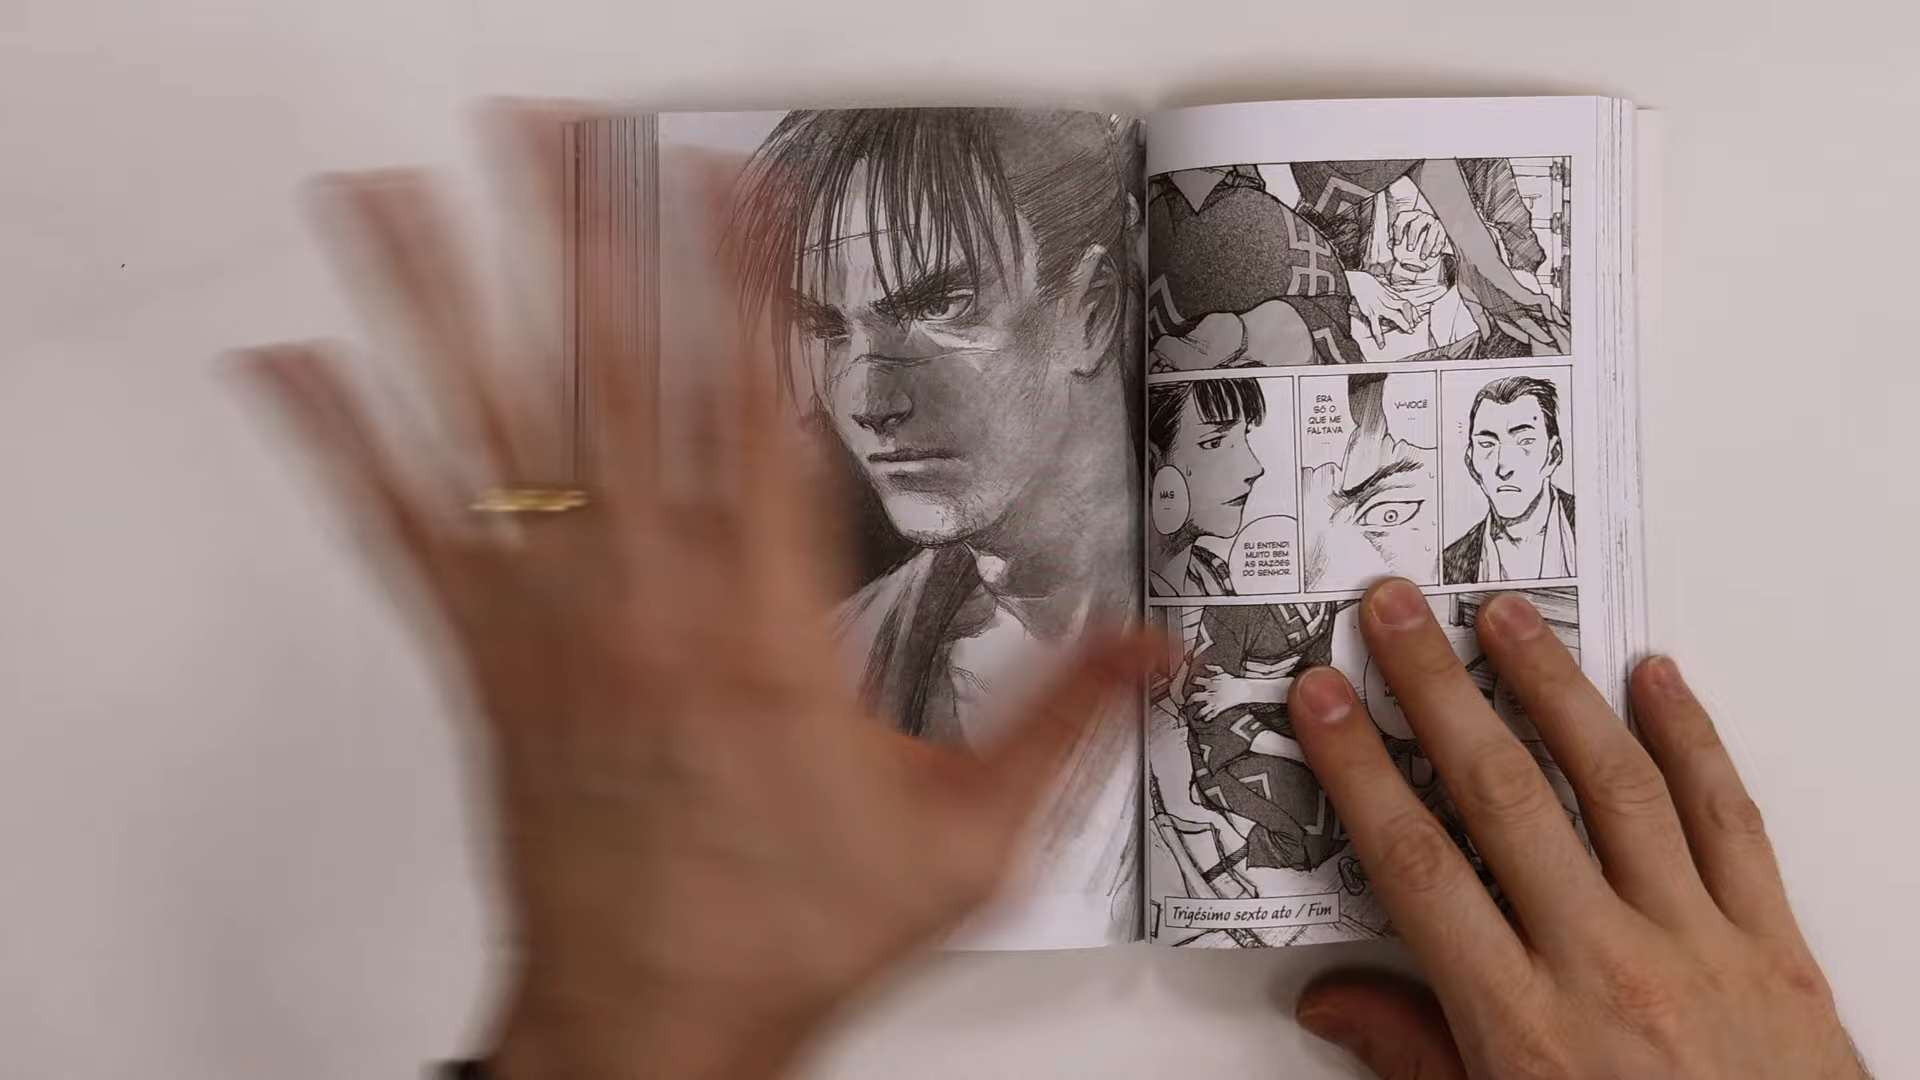 ERA
SÓ O
QUE ME
FALTAVA
...
V-VOCÊ
...
MAS
...
EU ENTENDI
MUITO BEM
AS RAZÕES
DO SENHOR.
Trigésimo sexto ato / Fim